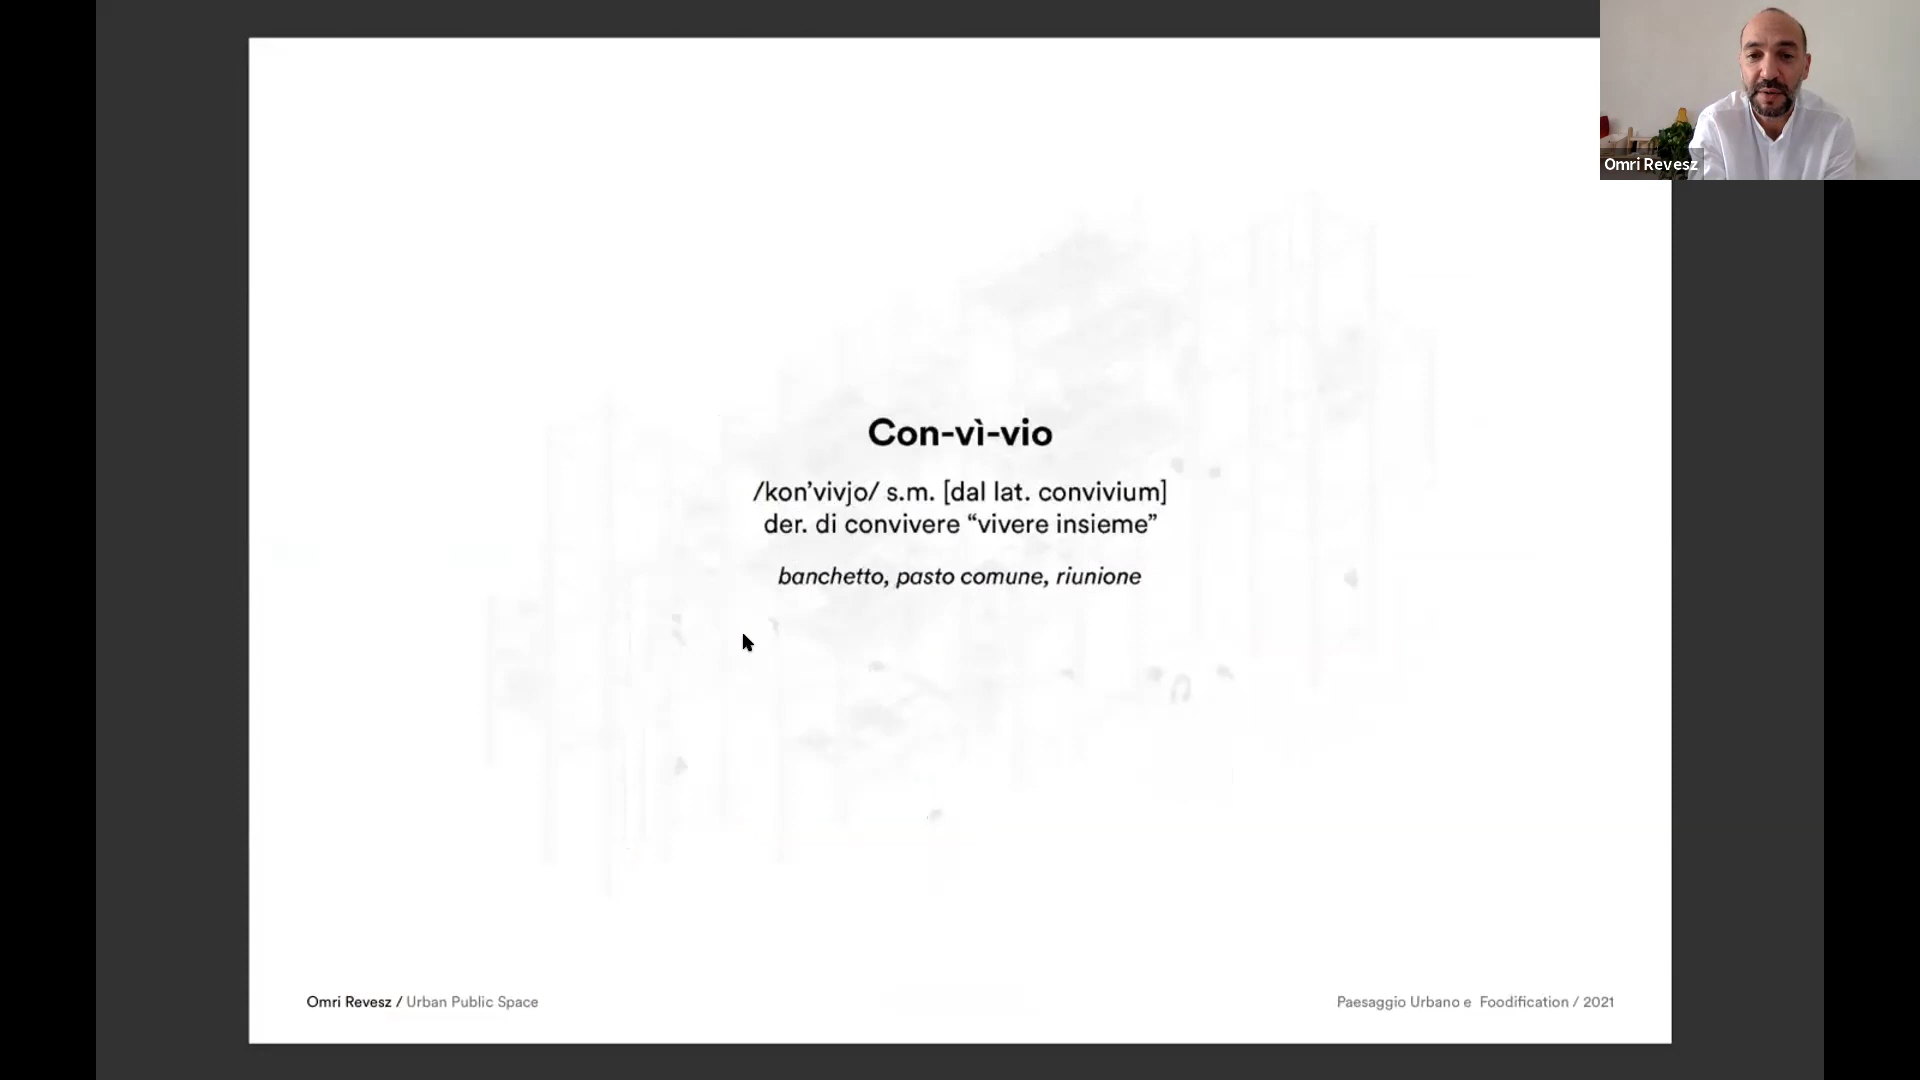 Omri Revesz
Con-vì-vio
/kon’vivjo/ s.m. [dal lat. convivium]
der. di convivere “vivere insieme”
banchetto, pasto comune, riunione
Omri Revesz / Urban Public Space
Paesaggio Urbano e Foodification / 2021